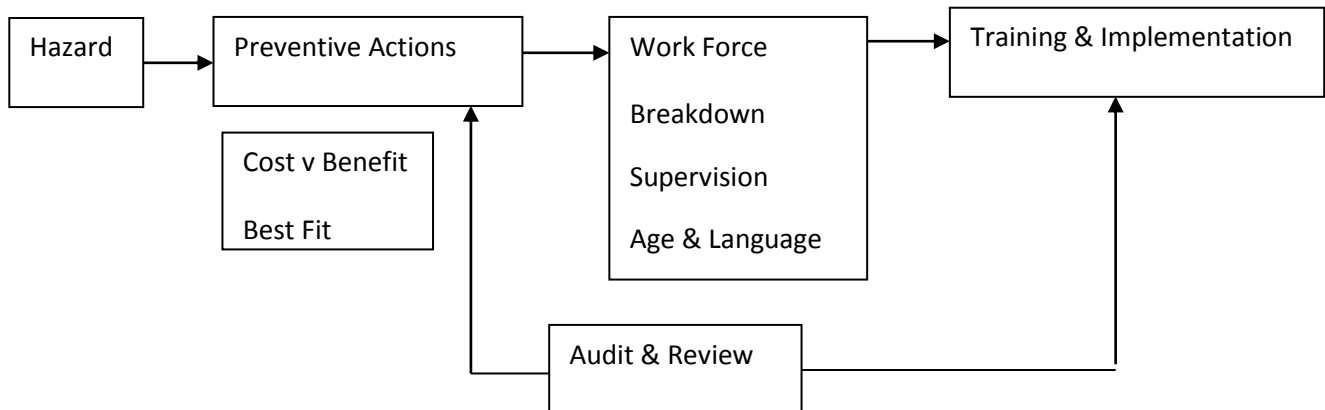 Hazard
Preventive Actions
Work Force
Training & Implementation
Breakdown
Cost v Benefit
Supervision
Best Fit
Age & Language
Audit & Review